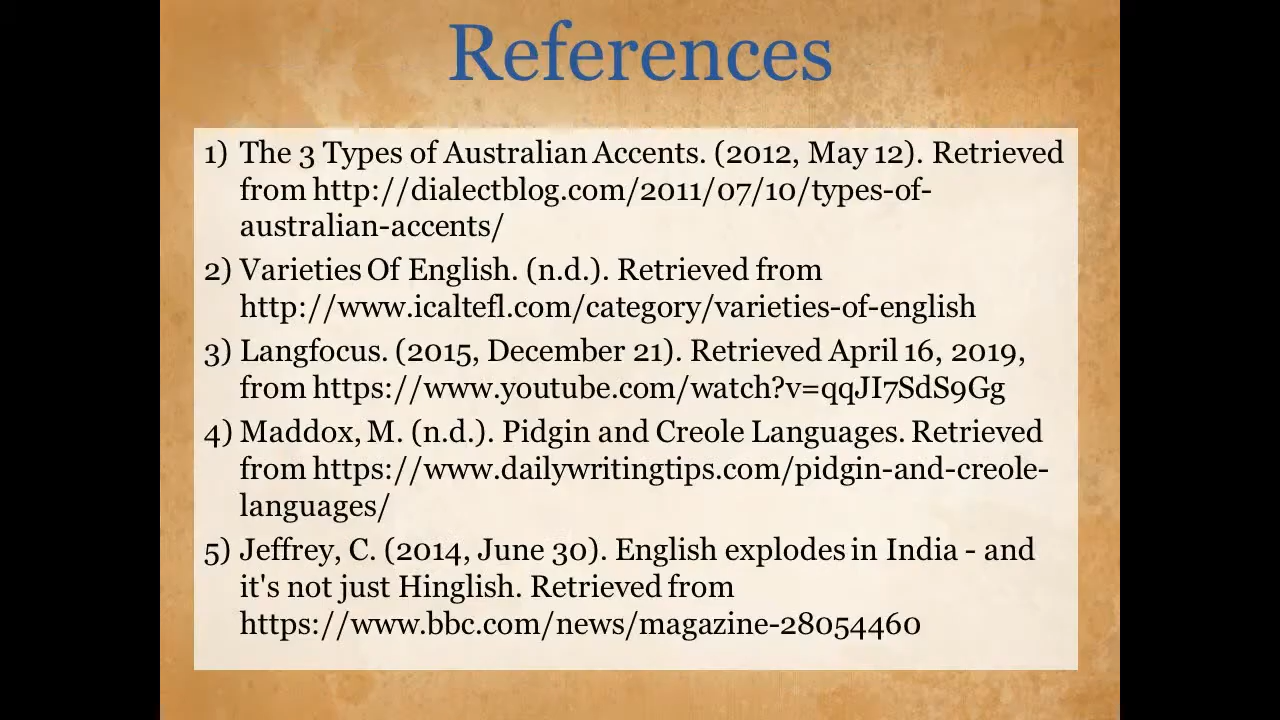 References
1) The 3 Types of Australian Accents. (2012, May 12). Retrieved
from http://dialectblog.com/2011/07/10/types-of-
australian-accents/
2) Varieties Of English. (n.d.). Retrieved from
http://www.icaltefl.com/category/varieties-of-english
3) Langfocus. (2015, December 21). Retrieved April 16, 2019,
from https://www.youtube.com/watch?v=qqJI7SdS9Gg
4) Maddox, M. (n.d.). Pidgin and Creole Languages. Retrieved
from https://www.dailywritingtips.com/pidgin-and-creole-
languages/
5) Jeffrey, C. (2014, June 30). English explodes in India - and
it's not just Hinglish. Retrieved from
https://www.bbc.com/news/magazine-28054460